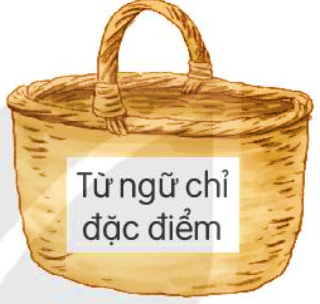 Từ ngữ chỉ
đặc điểm